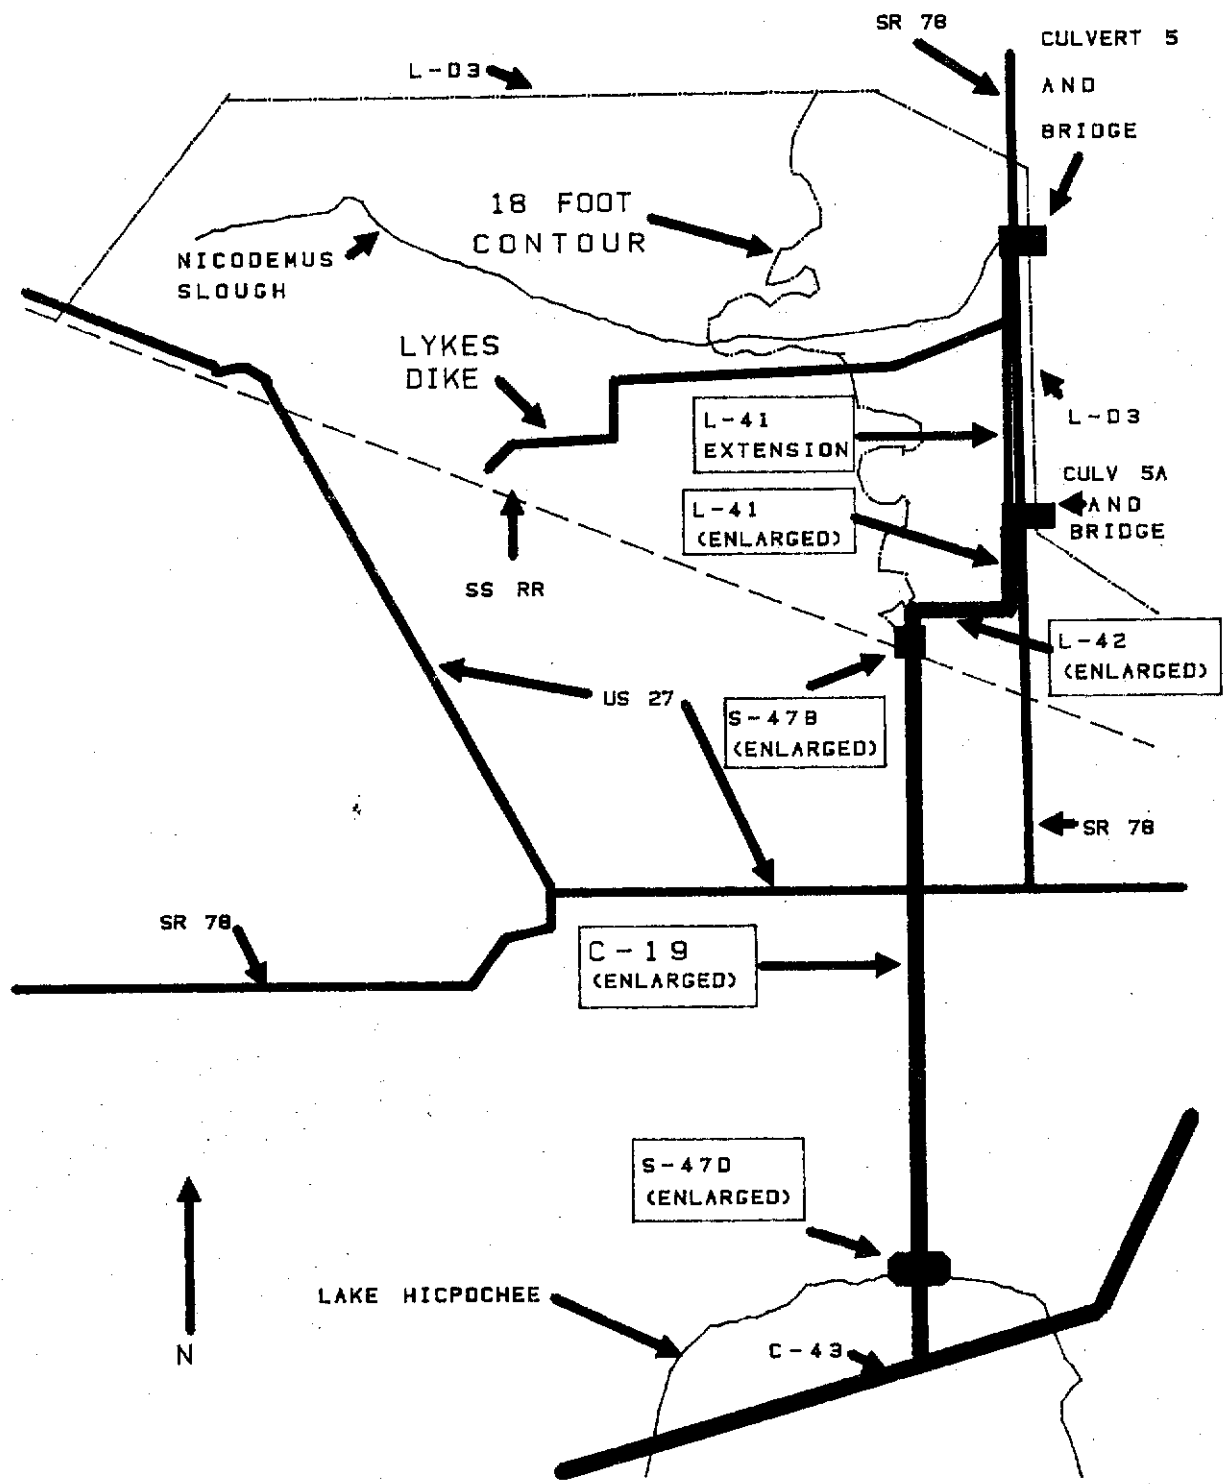 SR 78
CULVERT 5
AND
BRIDGE
L-D3
18 FOOT
CONTOUR
NICODEMUS
SLOUGH
LYKES
DIKE
L-41
EXTENSION
L-D3
CULV 5A
AND
BRIDGE
L-41
(ENLARGED)
SS RR
L-42
(ENLARGED)
US 27
S-47B
(ENLARGED)
SR 78
SR 78
C-19
(ENLARGED)
S-47D
(ENLARGED)
LAKE HICPOCHEE
C-43
N